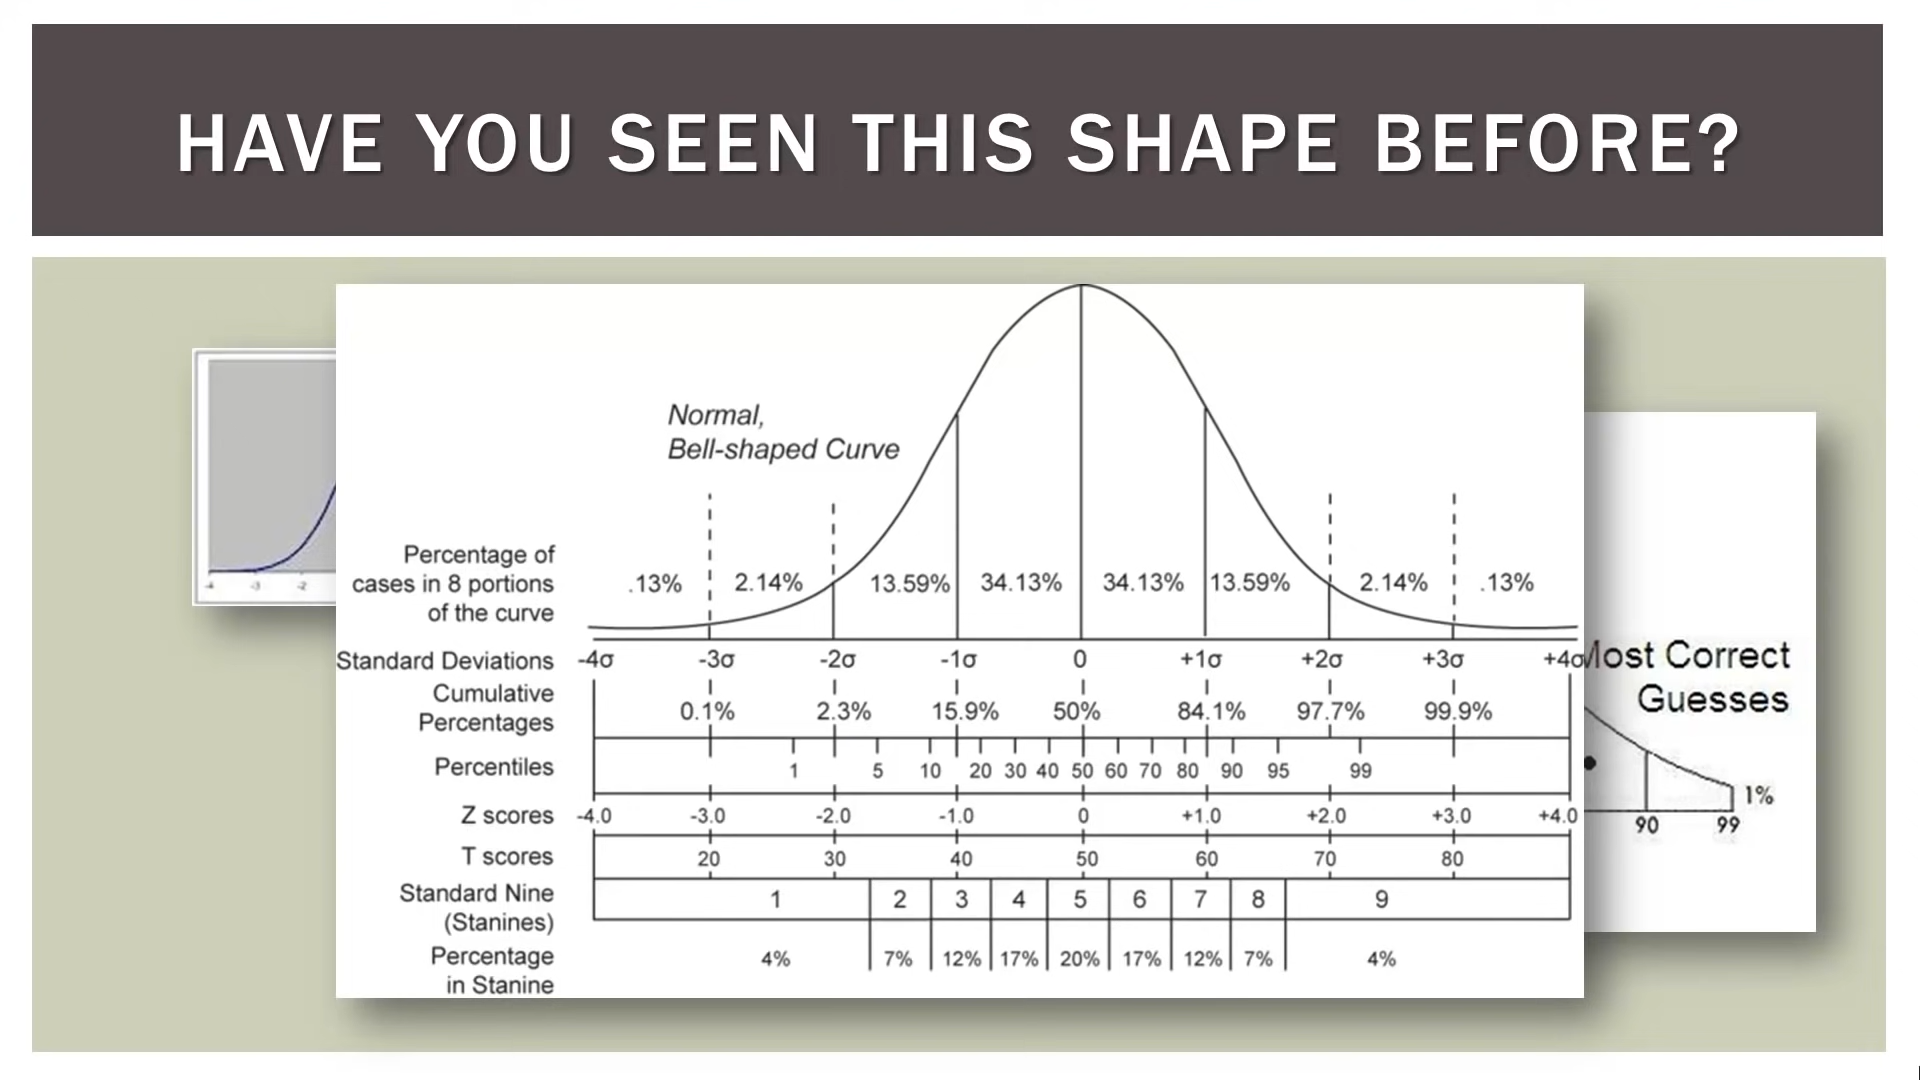 HAVE YOU SEEN THIS SHAPE BEFORE?
Normal,
Bell-shaped Curve
Percentage of
cases in 8 portions
of the curve
.13% 2.14% 13.59% 34.13% 34.13% 13.59% 2.14% .13%
Standard Deviations -4σ -3σ -2σ -1σ 0 +1σ +2σ +3σ +4σ
Cumulative
Percentages
0.1% 2.3% 15.9% 50% 84.1% 97.7% 99.9%
Percentiles 1 5 10 20 30 40 50 60 70 80 90 95 99
Z scores -4.0 -3.0 -2.0 -1.0 0 +1.0 +2.0 +3.0 +4.0
T scores 20 30 40 50 60 70 80
Standard Nine
(Stanines)
1 2 3 4 5 6 7 8 9
Percentage
in Stanine
4% 7% 12% 17% 20% 17% 12% 7% 4%
-4 -3 -2
Most Correct
Guesses
1%
90 99